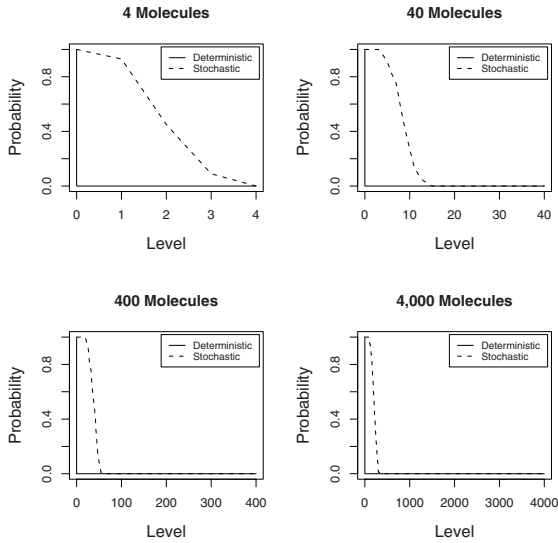 4 Molecules
Probability
0.0 0.4 0.8
Deterministic
Stochastic
0 1 2 3 4
Level
40 Molecules
Probability
0.0 0.4 0.8
Deterministic
Stochastic
0 10 20 30 40
Level
400 Molecules
Probability
0.0 0.4 0.8
Deterministic
Stochastic
0 100 200 300 400
Level
4,000 Molecules
Probability
0.0 0.4 0.8
Deterministic
Stochastic
0 1000 2000 3000 4000
Level